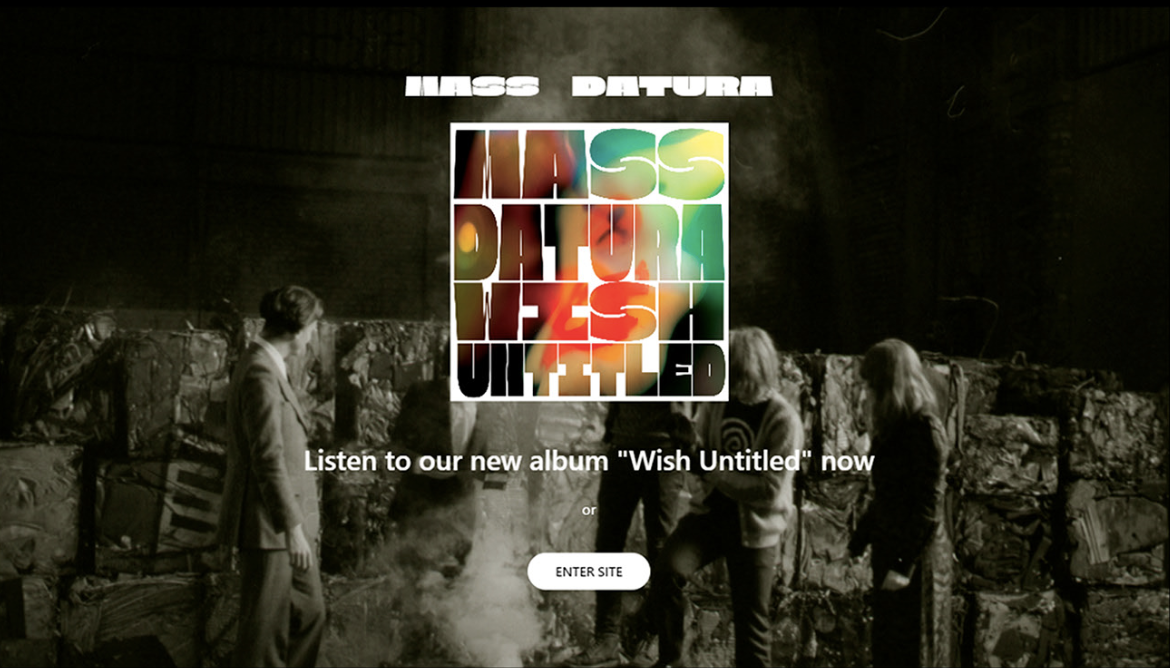 MASS DATURA
MASS
DATURA
WISH
UNTITLED
Listen to our new album "Wish Untitled" now
or
ENTER SITE